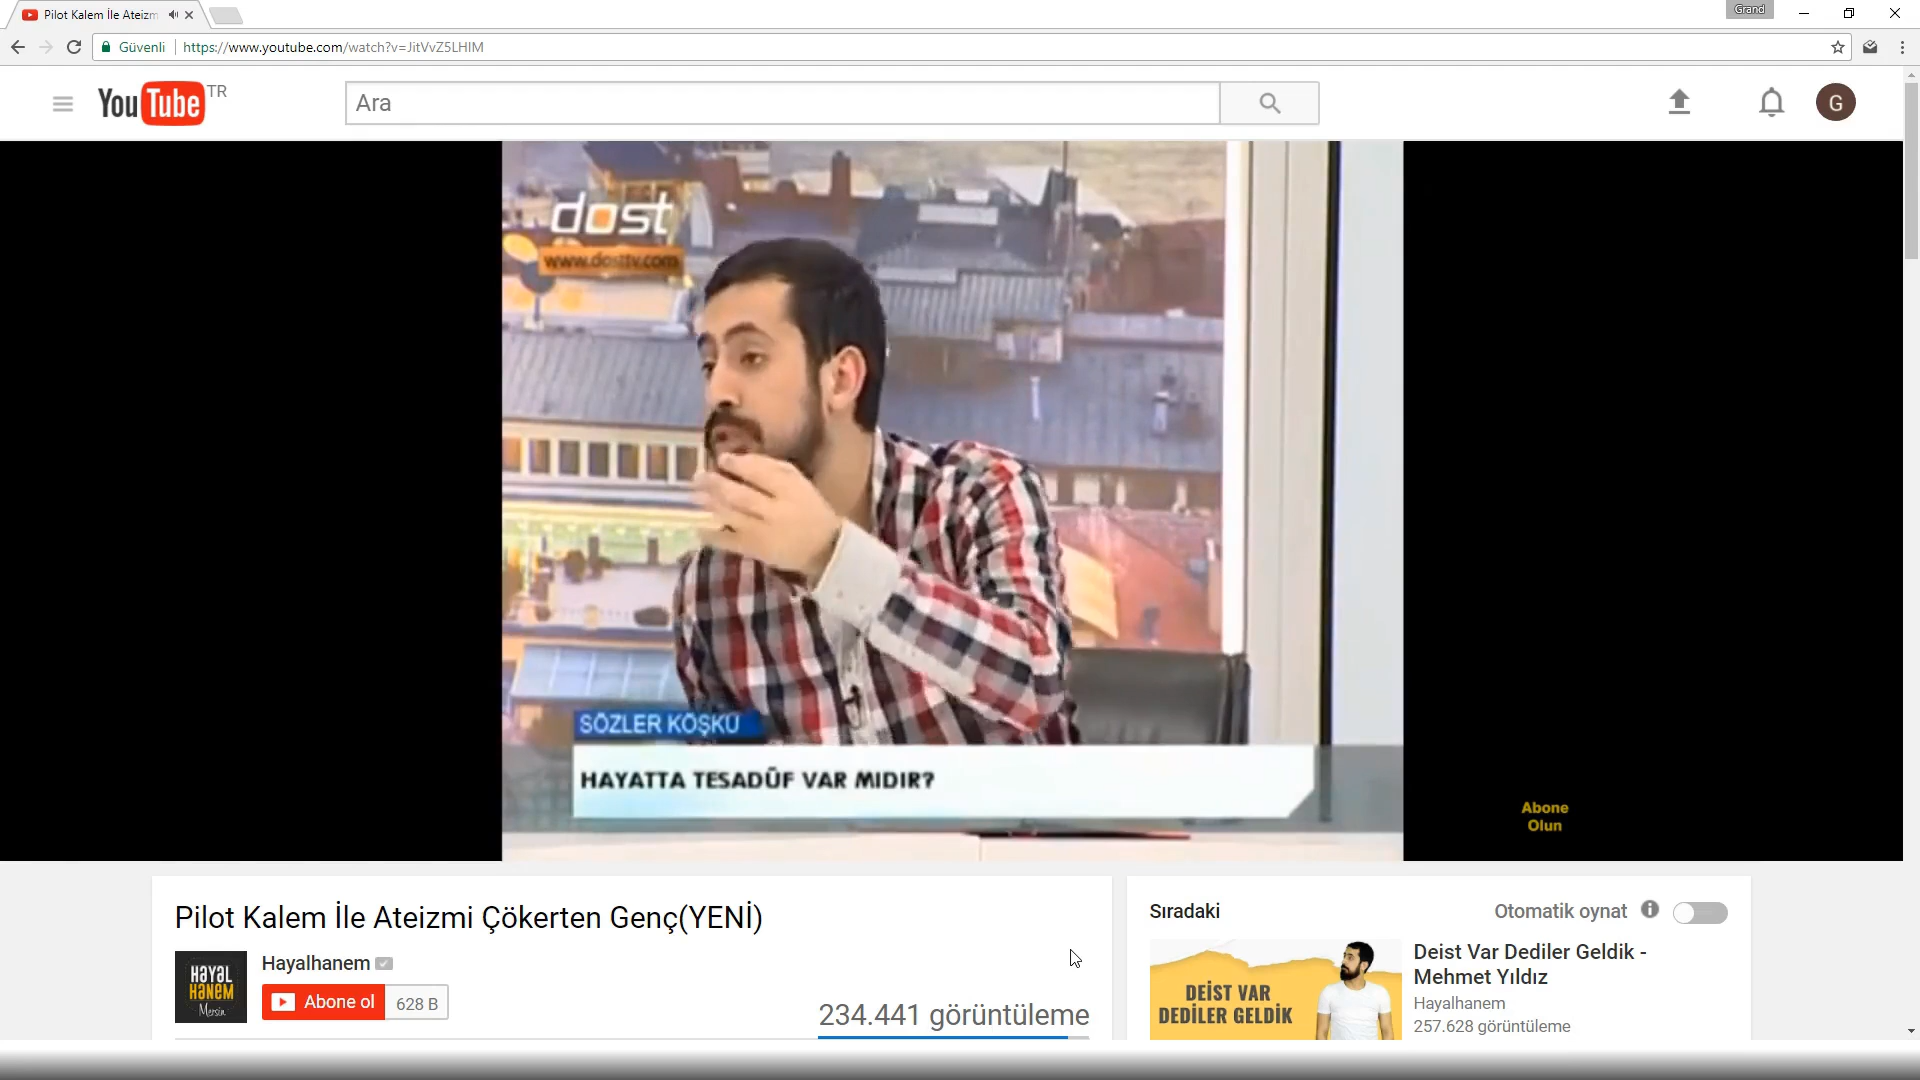 Pilot Kalem İle Ateizm
Grand
Güvenli
https://www.youtube.com/watch?v=JitVvZ5LHIM
YouTube TR
Ara
G
dost
www.dosttv.com
SÖZLER KÖŞKÜ
HAYATTA TESADÜF VAR MIDIR?
Abone
Olun
Pilot Kalem İle Ateizmi Çökerten Genç(YENİ)
HAYAL
HANEM
Mersin
Hayalhanem
Abone ol 628 B
234.441 görüntüleme
Sıradaki
Otomatik oynat
DEİST VAR
DEDİLER GELDİK
Deist Var Dediler Geldik -
Mehmet Yıldız
Hayalhanem
257.628 görüntüleme